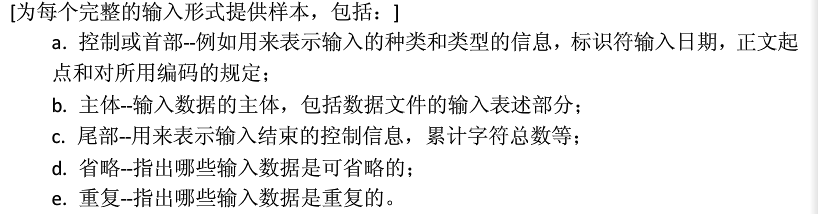 [为每个完整的输入形式提供样本，包括：]
a. 控制或首部--例如用来表示输入的种类和类型的信息，标识符输入日期，正文起
点和对所用编码的规定；
b. 主体--输入数据的主体，包括数据文件的输入表述部分；
c. 尾部--用来表示输入结束的控制信息，累计字符总数等；
d. 省略--指出哪些输入数据是可省略的；
e. 重复--指出哪些输入数据是重复的。